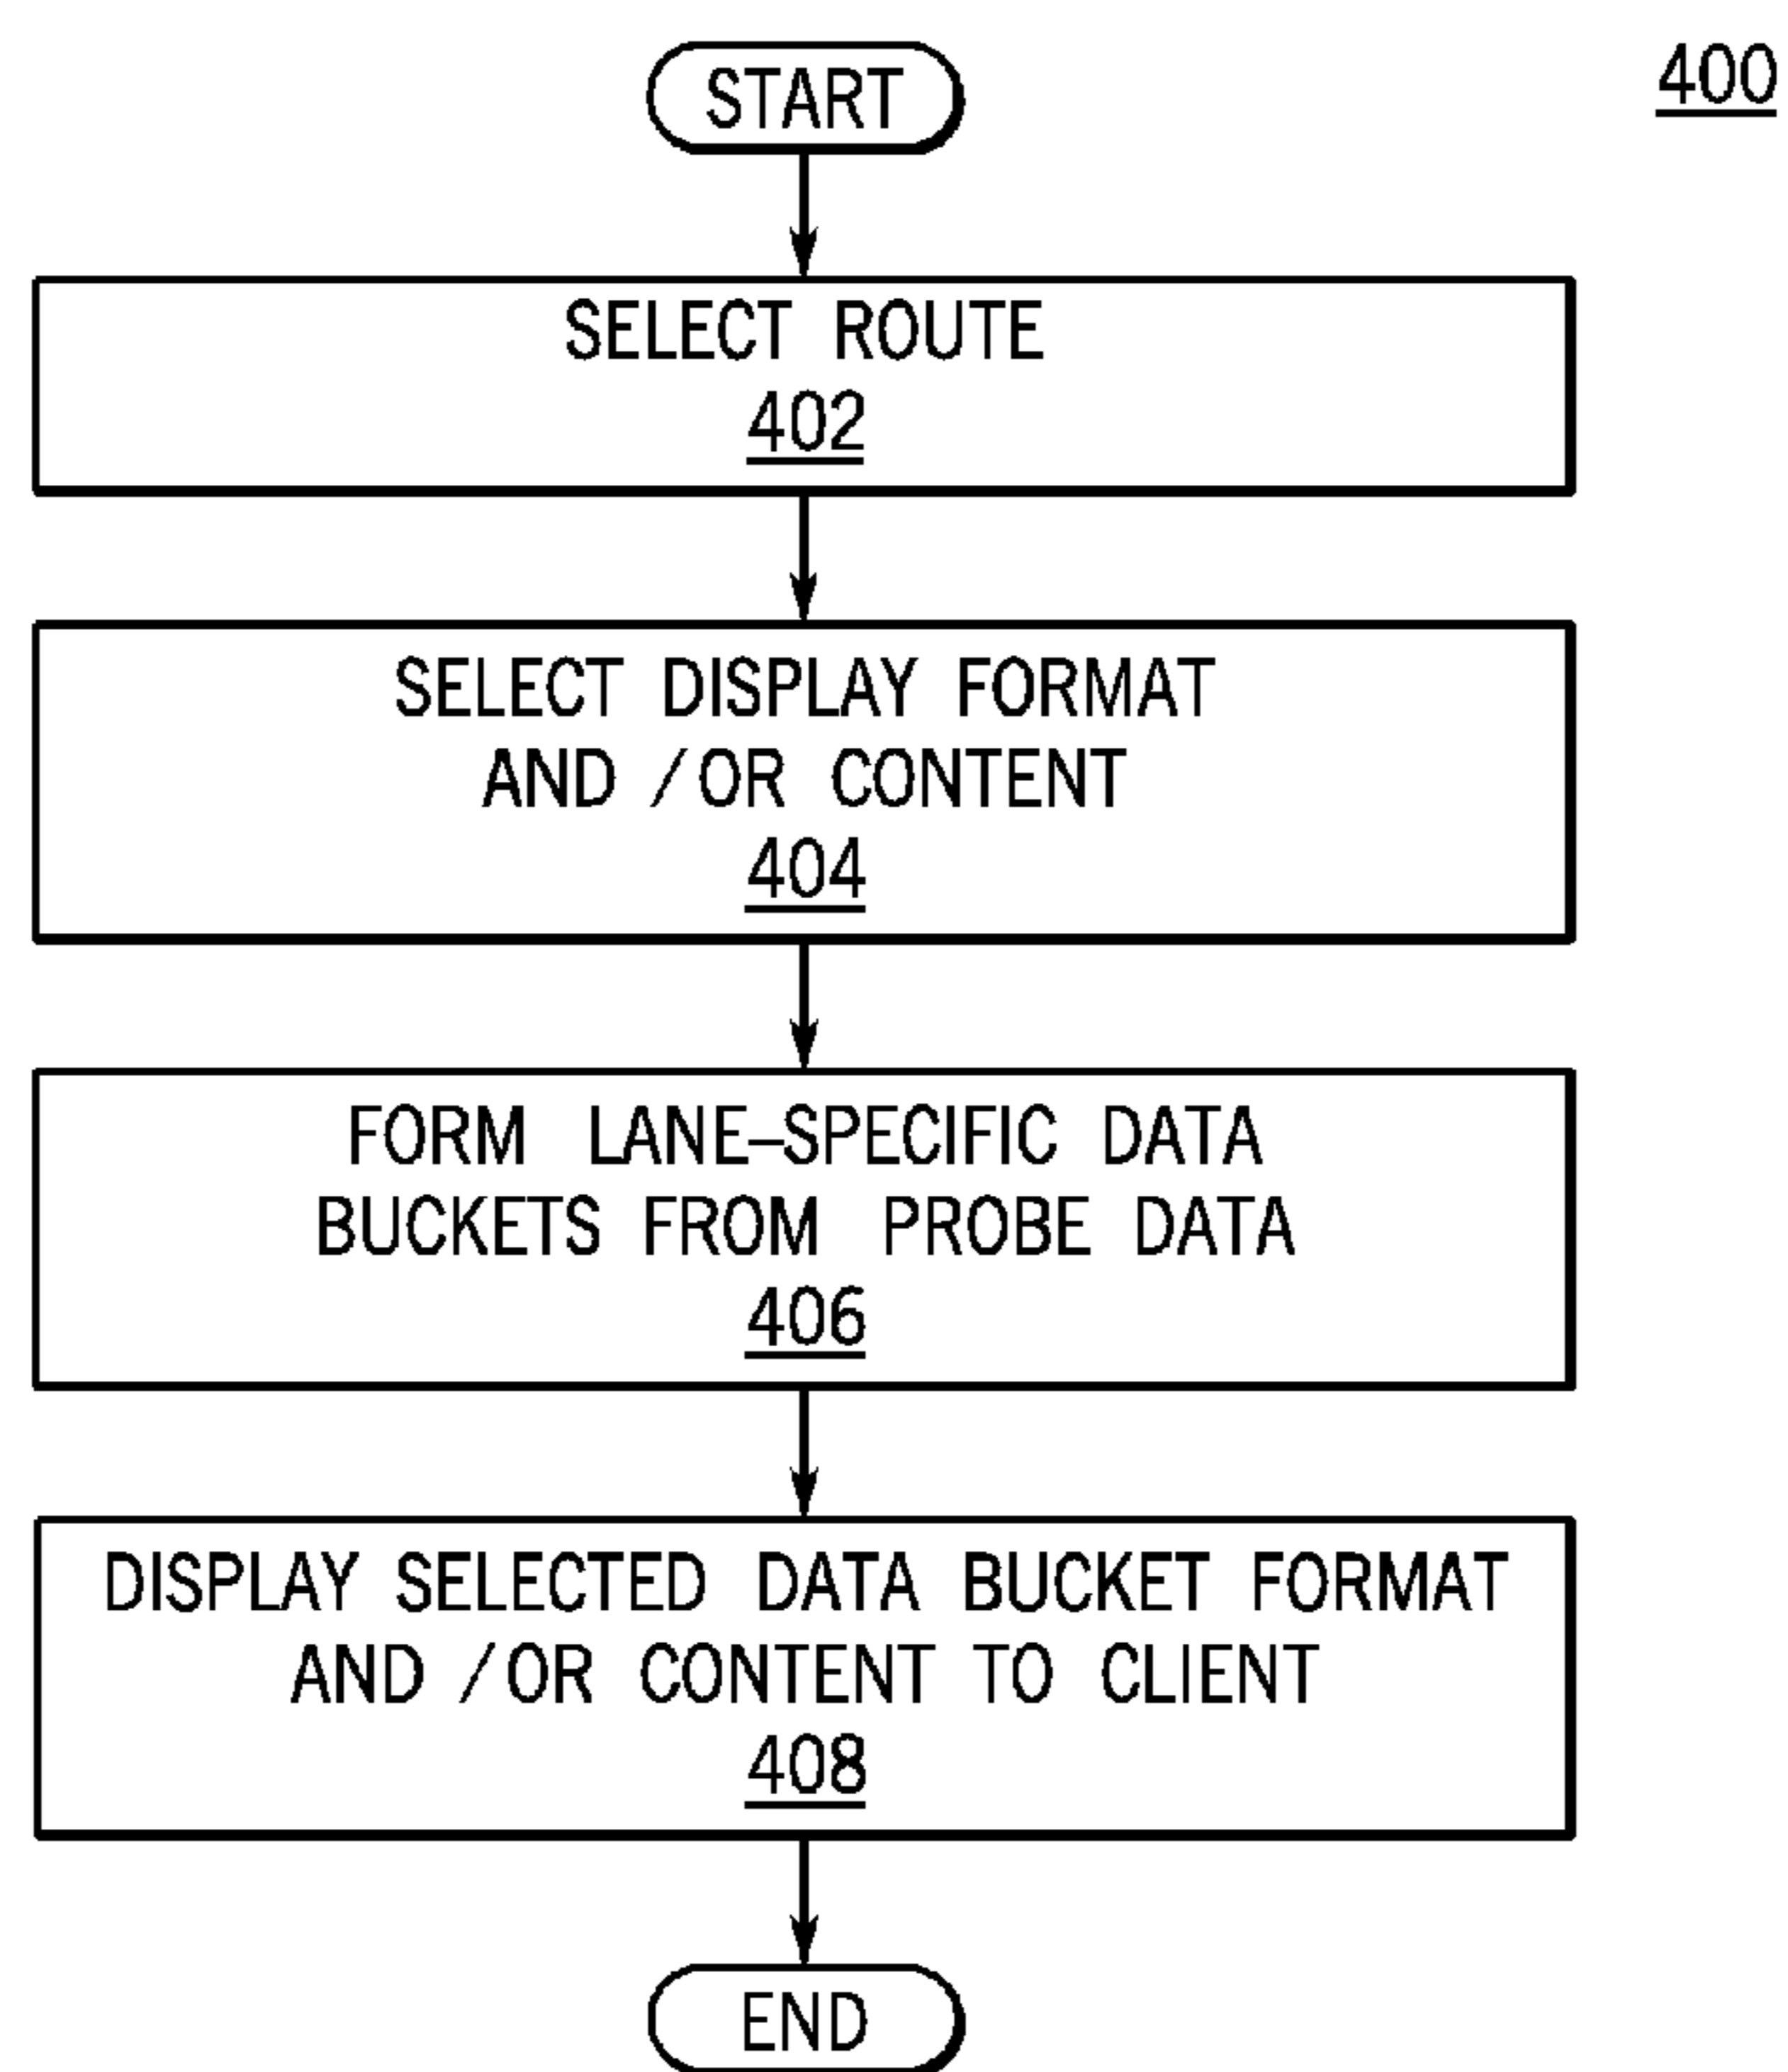 START
400
SELECT ROUTE
402
SELECT DISPLAY FORMAT
AND /OR CONTENT
404
FORM LANE–SPECIFIC DATA
BUCKETS FROM PROBE DATA
406
DISPLAY SELECTED DATA BUCKET FORMAT
AND /OR CONTENT TO CLIENT
408
END